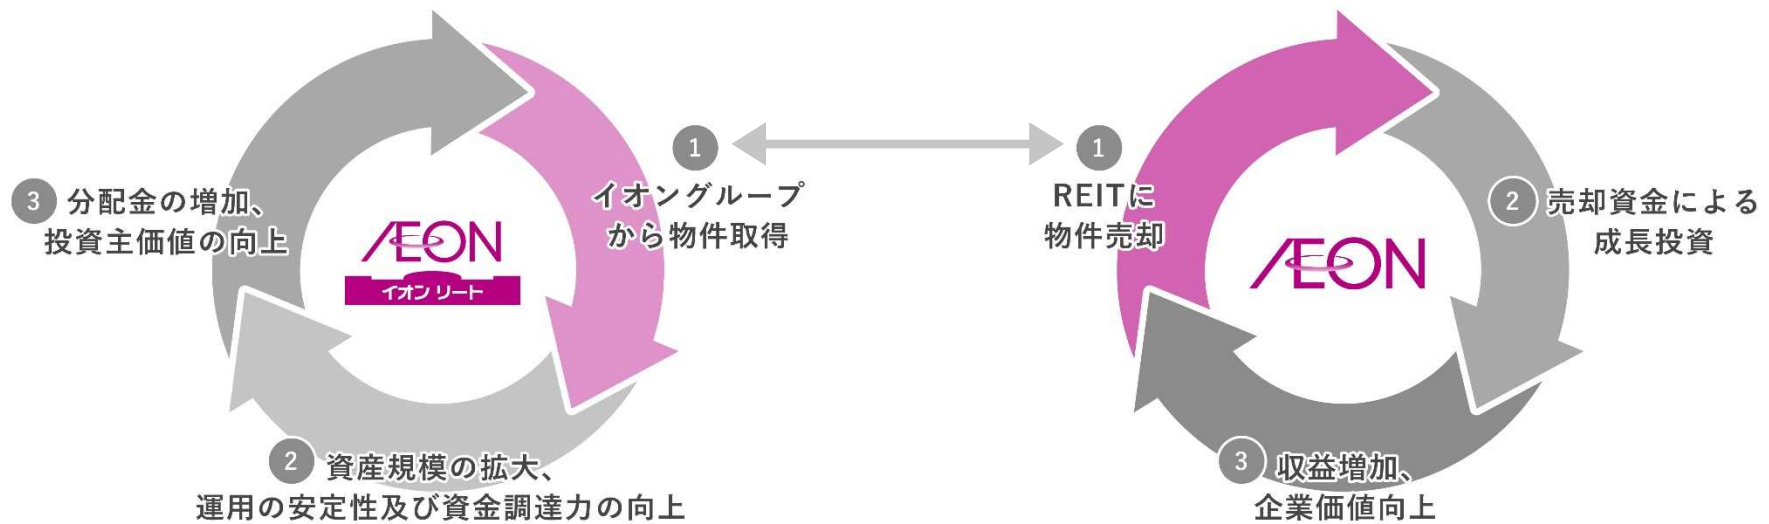 1
イオングループ
から物件取得
2
資産規模の拡大、
運用の安定性及び資金調達力の向上
3
分配金の増加、
投資主価値の向上
AEON
イオン リート
1
REITに
物件売却
2
売却資金による
成長投資
3
収益増加、
企業価値向上
AEON